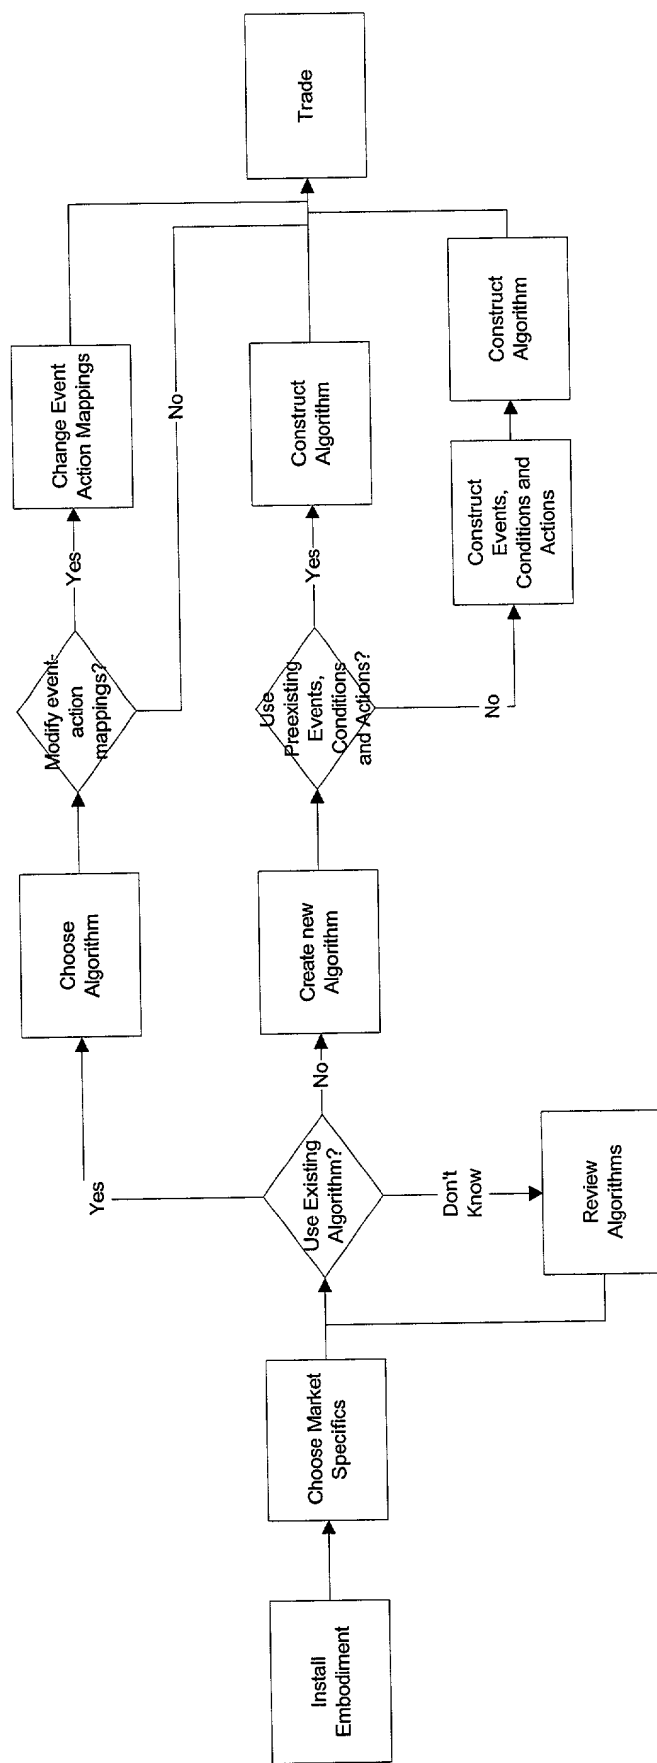 Install
Embodiment
Choose Market
Specifics
Use Existing
Algorithm?
Yes
No
Don't
Know
Review
Algorithms
Choose
Algorithm
Modify event-
action
mappings?
Yes
No
Change Event
Action Mappings
Create new
Algorithm
Use
Preexisting
Events,
Conditions
and Actions?
Yes
No
Construct
Algorithm
Construct
Events,
Conditions and
Actions
Construct
Algorithm
Trade